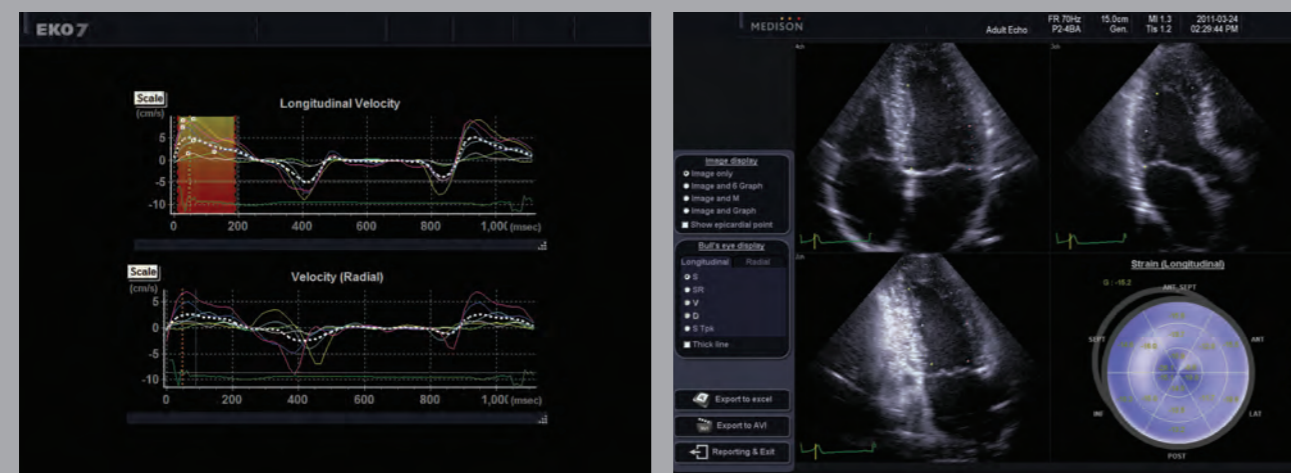 EKO 7
Scale
(cm/s)
Longitudinal Velocity
5
0
-5
-10
0 200 400 600 800 1,00( (msec)
Scale
(cm/s)
Velocity (Radial)
5
0
-5
-10
0 200 400 600 800 1,00( (msec)
MEDISON
Adult Echo
FR 70Hz
P2-4BA
15.0cm
Gen.
MI 1.3
Tis 1.2
2011-03-24
02:29:44 PM
4ch
Image display
Image only
Image and 6 Graph
Image and M
Image and Graph
Show epicardial point
Bull's eye display
Longitudinal Radial
S
SR
V
D
S Tpk
Thick line
Export to excel
Export to AVI
Reporting & Exit
2ch
Strain (Longitudinal)
ANT-SEPT
SEPT
ANT
INF
LAT
POST